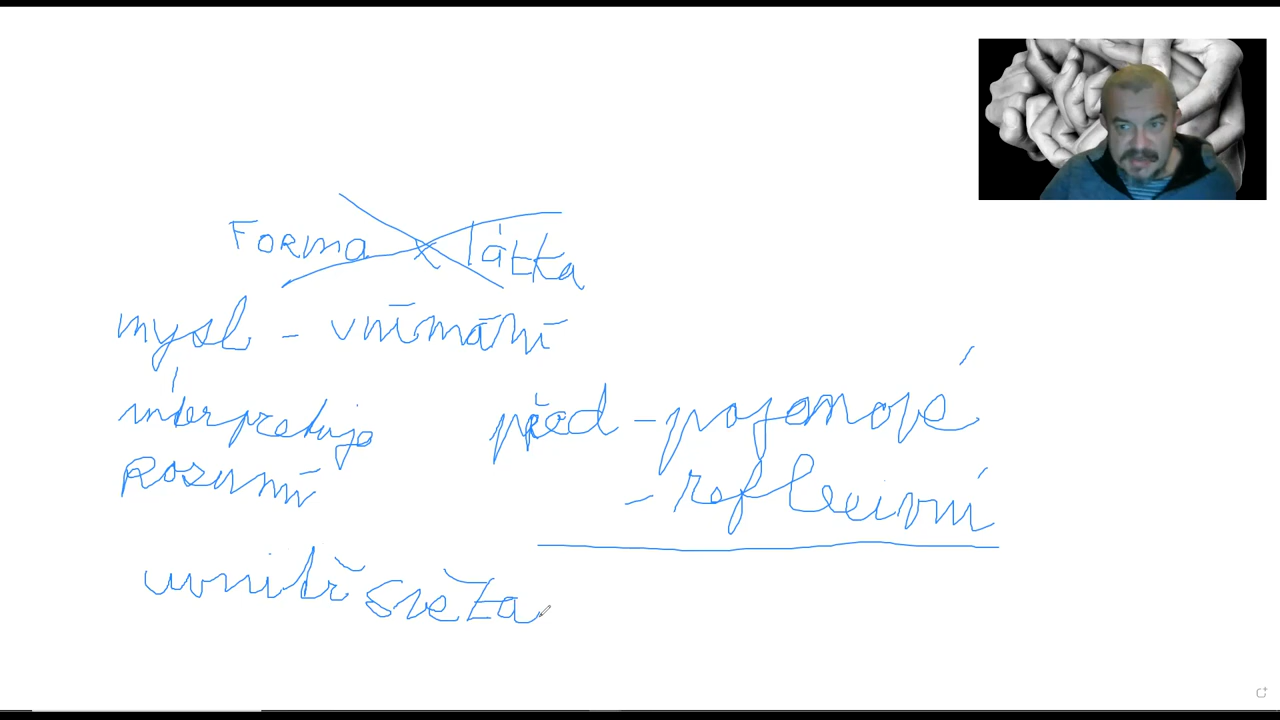 Forma x látka
mysl - vnímání
interpretuje
rozumí
před - pojmové
- reflexivní
uvnitř světa